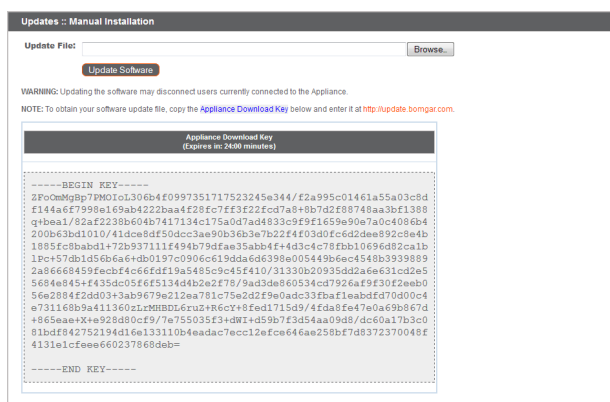 Updates :: Manual Installation
Update File:
Browse..
Update Software
WARNING: Updating the software may disconnect users currently connected to the Appliance.
NOTE: To obtain your software update file, copy the Appliance Download Key below and enter it at http://update.bomgar.com.
Appliance Download Key
(Expires in: 24:00 minutes)
-----BEGIN KEY-----
ZFoOmMgBp7PMOIoL306b4f0997351717523245e344/f2a995c01461a55a03c8d
f144a6f7998e169ab4222baa4f28fc7ff3f22fcd7a8+8b7d2f88748aa3bf1388
q+bea1/82af2238b604b7417134c175a0d7ad4833c9f9f1659e90e7a0c4086b4
200b63bd1010/41dce8df50dcc3ae90b36b3e7b22f4f03d0fc6d2dee892c8e4b
1885fc8babd1+72b937111f494b79dfae35abb4f+4d3c4c78fbb10696d82ca1b
1Pc+57db1d56b6a6+db0197c0906c619dda6d6398e005449b6ec4548b3939889
2a86668459fecbf4c66fdf19a5485c9c45f410/31330b20935dd2a6e631cd2e5
5684e845+f435dc05f6f5134d4b2e2f78/9ad3de860534cd7926af9f30f2eeb0
56e2884f2dd03+3ab9679e212ea781c75e2d2f9e0adc33fbaf1eabdfd70d00c4
e731168b9a411360zLrMHBDL6ruZ+R6cY+8fed1715d9/4fda8fe47e0a69b867d
+865eae+X+e928d80cf9/7e755035f3+dWI+d59b7f3d54aa09d8/dc60a17b3c0
81bdf842752194d16e133110b4eadac7ecc12efce646ae258bf7d8372370048f
4131e1cfeee660237868deb=
-----END KEY-----